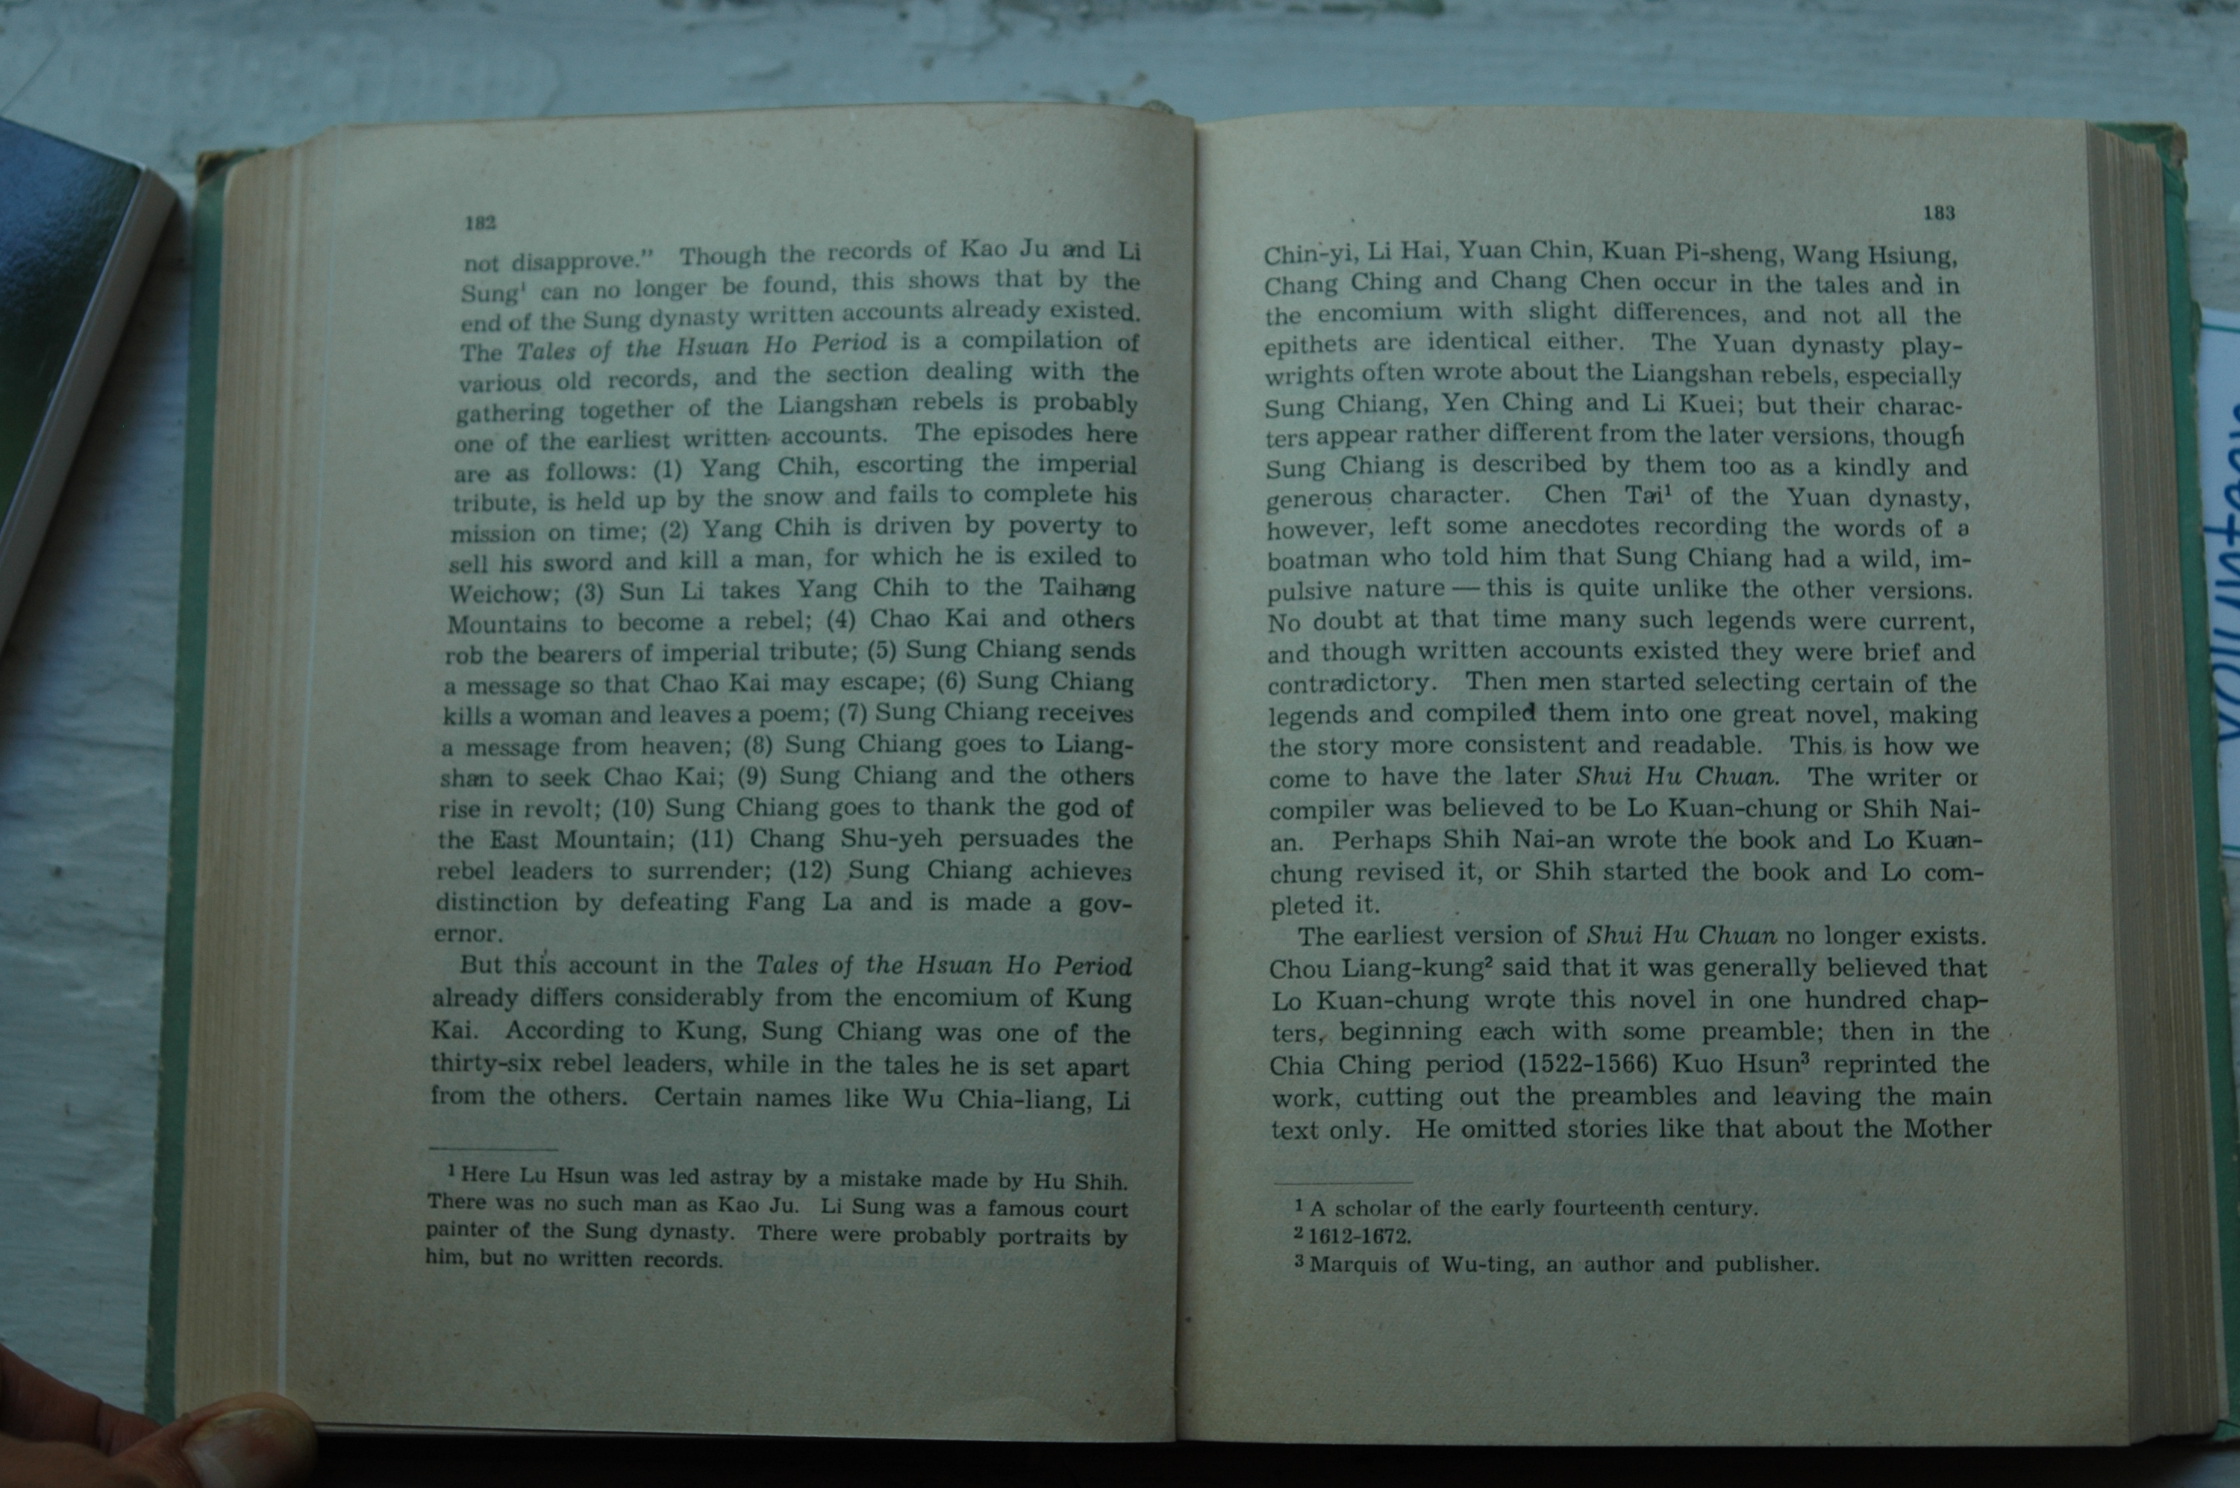 182
not disapprove." Though the records of Kao Ju and Li
Sung¹ can no longer be found, this shows that by the
end of the Sung dynasty written accounts already existed.
The Tales of the Hsuan Ho Period is a compilation of
various old records, and the section dealing with the
gathering together of the Liangshan rebels is probably
one of the earliest written accounts. The episodes here
are as follows: (1) Yang Chih, escorting the imperial
tribute, is held up by the snow and fails to complete his
mission on time; (2) Yang Chih is driven by poverty to
sell his sword and kill a man, for which he is exiled to
Weichow; (3) Sun Li takes Yang Chih to the Taihang
Mountains to become a rebel; (4) Chao Kai and others
rob the bearers of imperial tribute; (5) Sung Chiang sends
a message so that Chao Kai may escape; (6) Sung Chiang
kills a woman and leaves a poem; (7) Sung Chiang receives
a message from heaven; (8) Sung Chiang goes to Liang-
shan to seek Chao Kai; (9) Sung Chiang and the others
rise in revolt; (10) Sung Chiang goes to thank the god of
the East Mountain; (11) Chang Shu-yeh persuades the
rebel leaders to surrender; (12) Sung Chiang achieves
distinction by defeating Fang La and is made a gov-
ernor.
But this account in the Tales of the Hsuan Ho Period
already differs considerably from the encomium of Kung
Kai. According to Kung, Sung Chiang was one of the
thirty-six rebel leaders, while in the tales he is set apart
from the others. Certain names like Wu Chia-liang, Li
¹ Here Lu Hsun was led astray by a mistake made by Hu Shih.
There was no such man as Kao Ju. Li Sung was a famous court
painter of the Sung dynasty. There were probably portraits by
him, but no written records.
183
Chin-yi, Li Hai, Yuan Chin, Kuan Pi-sheng, Wang Hsiung,
Chang Ching and Chang Chen occur in the tales and in
the encomium with slight differences, and not all the
epithets are identical either. The Yuan dynasty play-
wrights often wrote about the Liangshan rebels, especially
Sung Chiang, Yen Ching and Li Kuei; but their charac-
ters appear rather different from the later versions, though
Sung Chiang is described by them too as a kindly and
generous character. Chen Tai¹ of the Yuan dynasty,
however, left some anecdotes recording the words of a
boatman who told him that Sung Chiang had a wild, im-
pulsive nature—this is quite unlike the other versions.
No doubt at that time many such legends were current,
and though written accounts existed they were brief and
contradictory. Then men started selecting certain of the
legends and compiled them into one great novel, making
the story more consistent and readable. This is how we
come to have the later Shui Hu Chuan. The writer or
compiler was believed to be Lo Kuan-chung or Shih Nai-
an. Perhaps Shih Nai-an wrote the book and Lo Kuan-
chung revised it, or Shih started the book and Lo com-
pleted it.
The earliest version of Shui Hu Chuan no longer exists.
Chou Liang-kung² said that it was generally believed that
Lo Kuan-chung wrote this novel in one hundred chap-
ters, beginning each with some preamble; then in the
Chia Ching period (1522-1566) Kuo Hsun³ reprinted the
work, cutting out the preambles and leaving the main
text only. He omitted stories like that about the Mother
¹ A scholar of the early fourteenth century.
² 1612-1672.
³ Marquis of Wu-ting, an author and publisher.